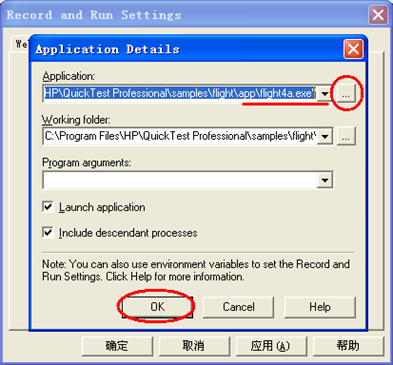 Record and Run Settings
We
Application Details
Application:
HP\QuickTest Professional\samples\flight\app\flight4a.exe"
...
Working folder:
C:\Program Files\HP\QuickTest Professional\samples\flight\
...
Program arguments:
Launch application
Include descendant processes
Note: You can also use environment variables to set the Record and
Run Settings. Click Help for more information.
OK Cancel Help
确定 取消 应用(A) 帮助